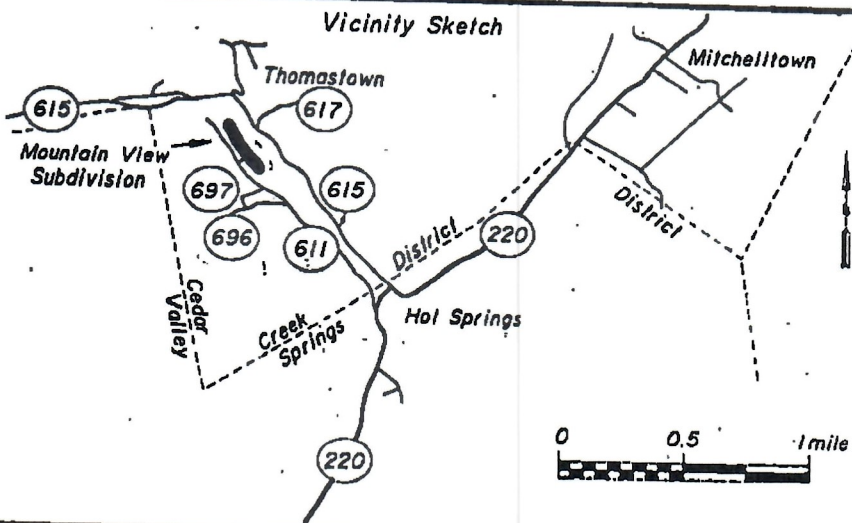 Vicinity Sketch
Mitchelltown
Thomastown
615
617
Mountain View
Subdivision
697
615
696
611
District
220
District
Cedar
Valley
Creek
Springs
Hot Springs
220
0 0.5 1 mile